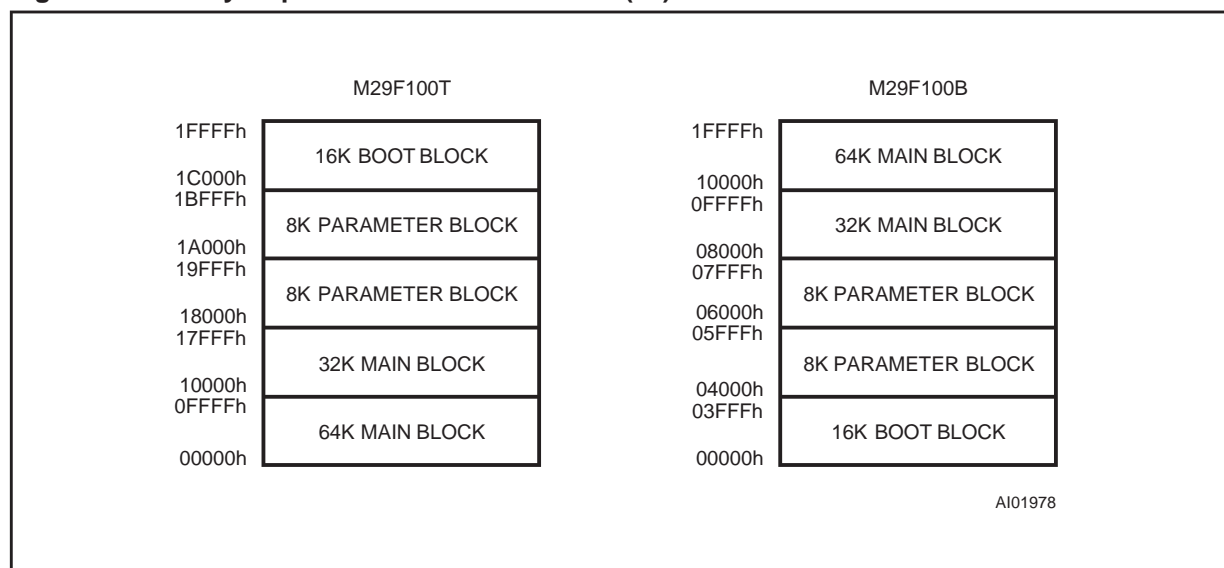 M29F100T
1FFFFh
16K BOOT BLOCK
1C000h
1BFFFh
8K PARAMETER BLOCK
1A000h
19FFFh
8K PARAMETER BLOCK
18000h
17FFFh
32K MAIN BLOCK
10000h
0FFFFh
64K MAIN BLOCK
00000h
M29F100B
1FFFFh
64K MAIN BLOCK
10000h
0FFFFh
32K MAIN BLOCK
08000h
07FFFh
8K PARAMETER BLOCK
06000h
05FFFh
8K PARAMETER BLOCK
04000h
03FFFh
16K BOOT BLOCK
00000h
AI01978